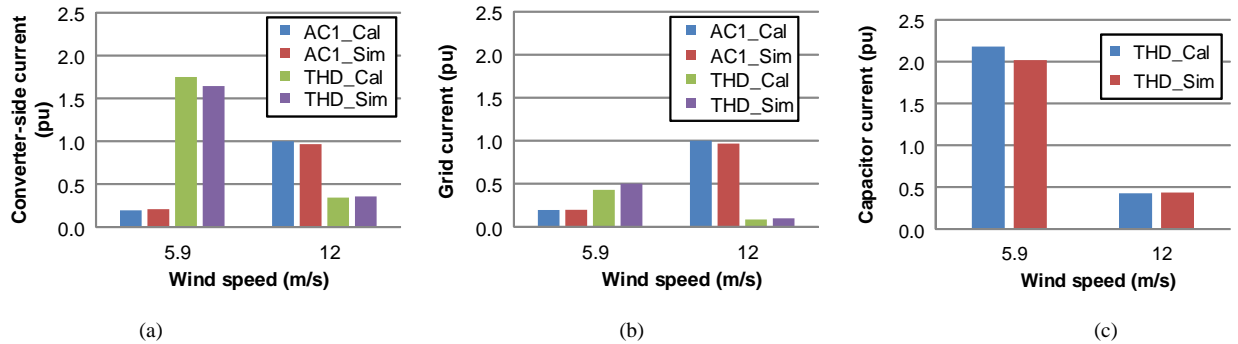 Converter-side current
(pu)
2.5
2.0
1.5
1.0
0.5
0.0
AC1_Cal
AC1_Sim
THD_Cal
THD_Sim
5.9
12
Wind speed (m/s)
(a)
Grid current (pu)
2.5
2.0
1.5
1.0
0.5
0.0
AC1_Cal
AC1_Sim
THD_Cal
THD_Sim
5.9
12
Wind speed (m/s)
(b)
Capacitor current (pu)
2.5
2.0
1.5
1.0
0.5
0.0
THD_Cal
THD_Sim
5.9
12
Wind speed (m/s)
(c)